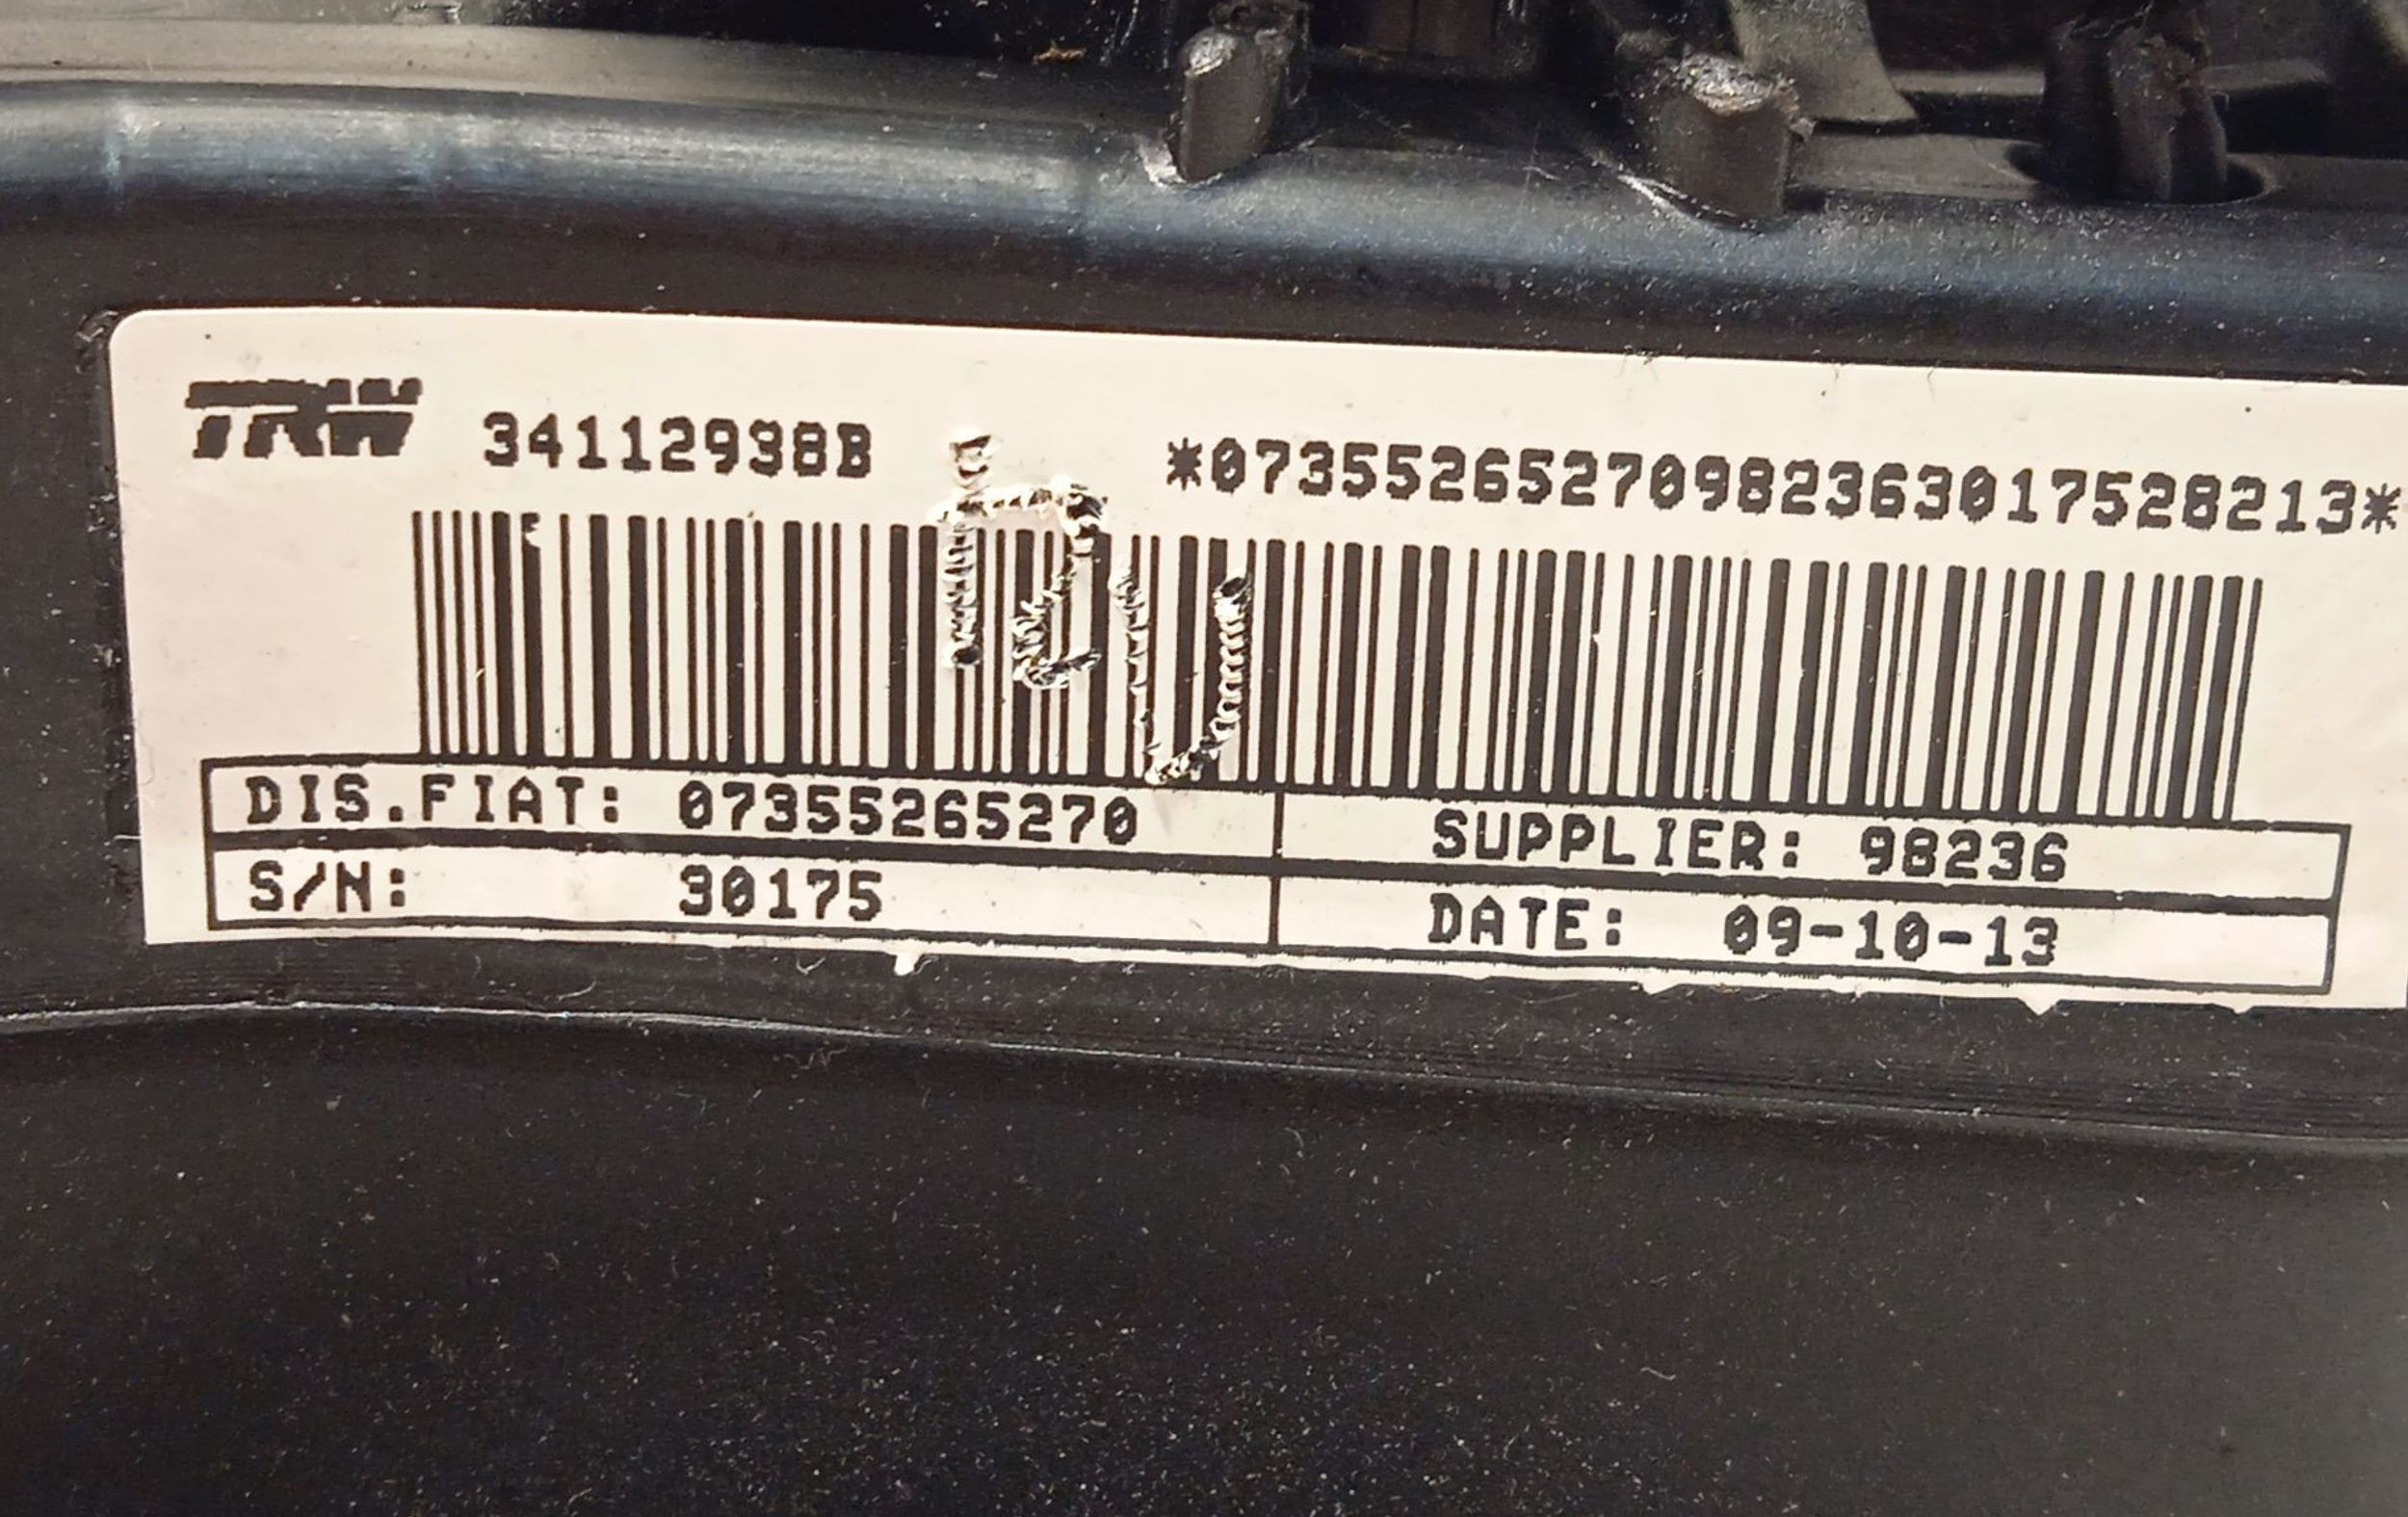 TRW 34112938B *07355265270982363017528213*
DIS.FIAT: 07355265270 SUPPLIER: 98236
S/N: 30175 DATE: 09-10-13